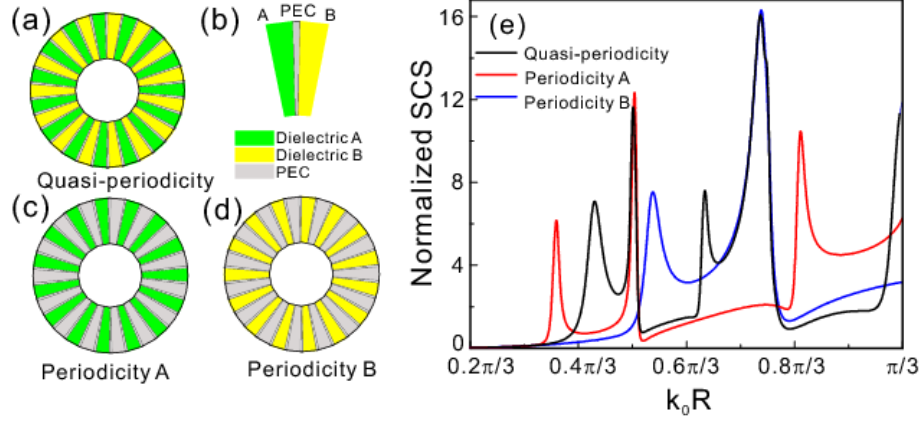 (a)
Quasi-periodicity
(b)
A PEC B
Dielectric A
Dielectric B
PEC
(c)
Periodicity A
(d)
Periodicity B
(e)
Normalized SCS
16
12
8
4
0
Quasi-periodicity
Periodicity A
Periodicity B
0.2π/3 0.4π/3 0.6π/3 0.8π/3 π/3
k₀R